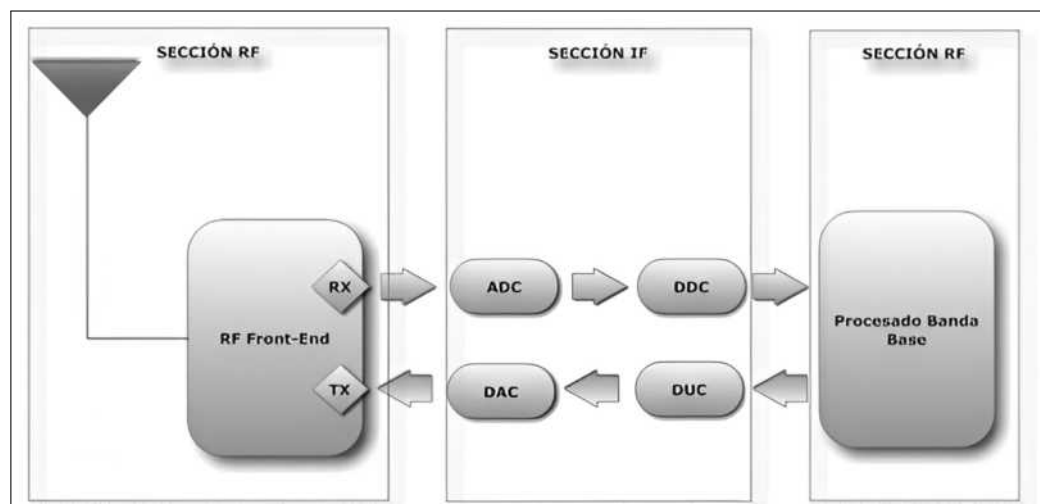 SECCIÓN RF
SECCIÓN IF
SECCIÓN RF
RX
ADC
DDC
RF Front-End
Procesado Banda
Base
TX
DAC
DUC